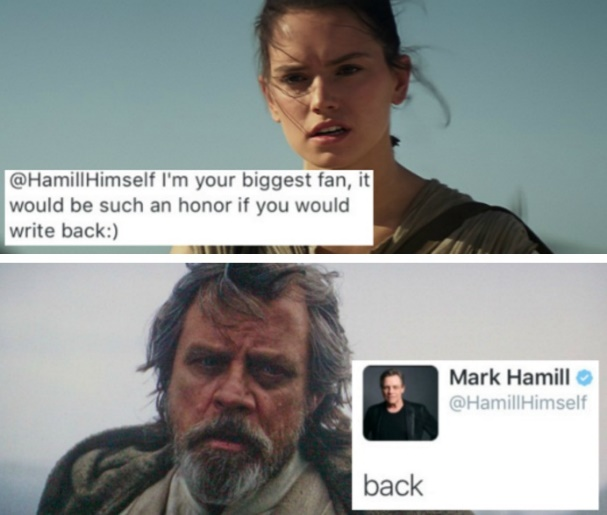 @HamillHimself I'm your biggest fan, it
would be such an honor if you would
write back:)
Mark Hamill
@HamillHimself
back